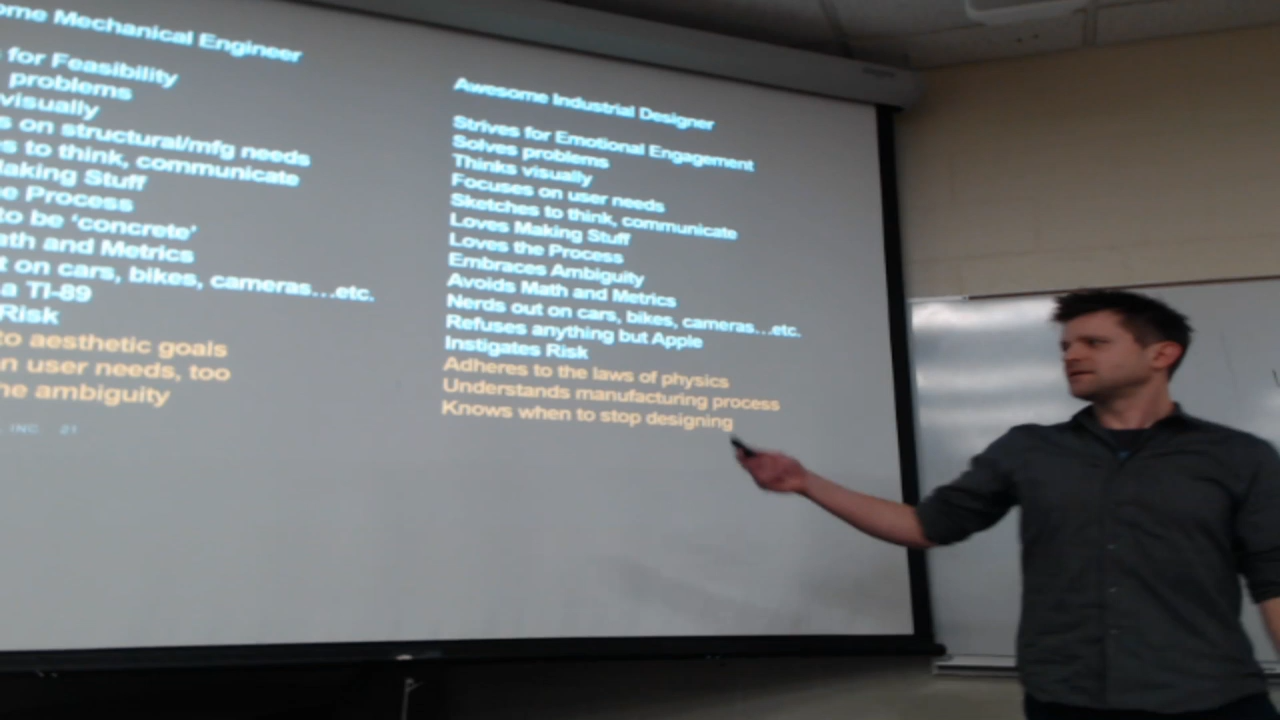 Mechanical Engineer
for Feasibility
problems
visually
on structural/mfg needs
to think, communicate
Making Stuff
Process
to be 'concrete'
and Metrics
on cars, bikes, cameras...etc.
a TI-89
Risk
to aesthetic goals
user needs, too
ambiguity
INC. 21
Awesome Industrial Designer
Strives for Emotional Engagement
Solves problems
Thinks visually
Focuses on user needs
Sketches to think, communicate
Loves Making Stuff
Loves the Process
Embraces Ambiguity
Avoids Math and Metrics
Nerds out on cars, bikes, cameras...etc.
Refuses anything but Apple
Instigates Risk
Adheres to the laws of physics
Understands manufacturing process
Knows when to stop designing